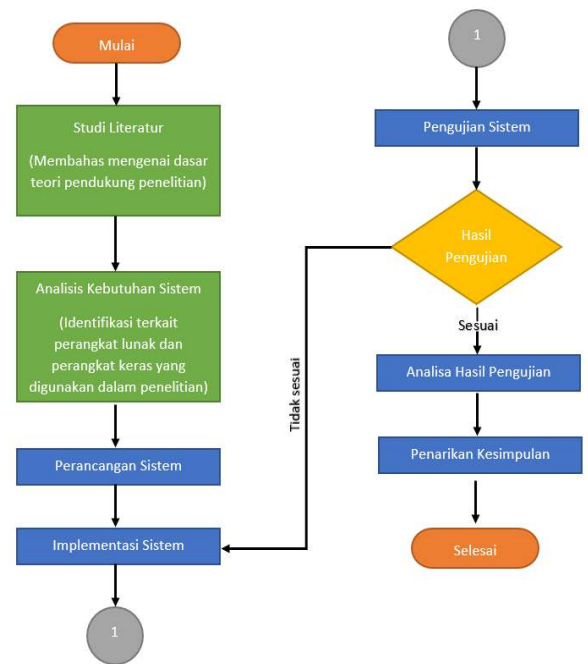 Mulai
Studi Literatur
(Membahas mengenai dasar
teori pendukung penelitian)
Analisis Kebutuhan Sistem
(Identifikasi terkait
perangkat lunak dan
perangkat keras yang
digunakan dalam penelitian)
Perancangan Sistem
Implementasi Sistem
1
1
Pengujian Sistem
Hasil
Pengujian
Tidak sesuai
Sesuai
Analisa Hasil Pengujian
Penarikan Kesimpulan
Selesai